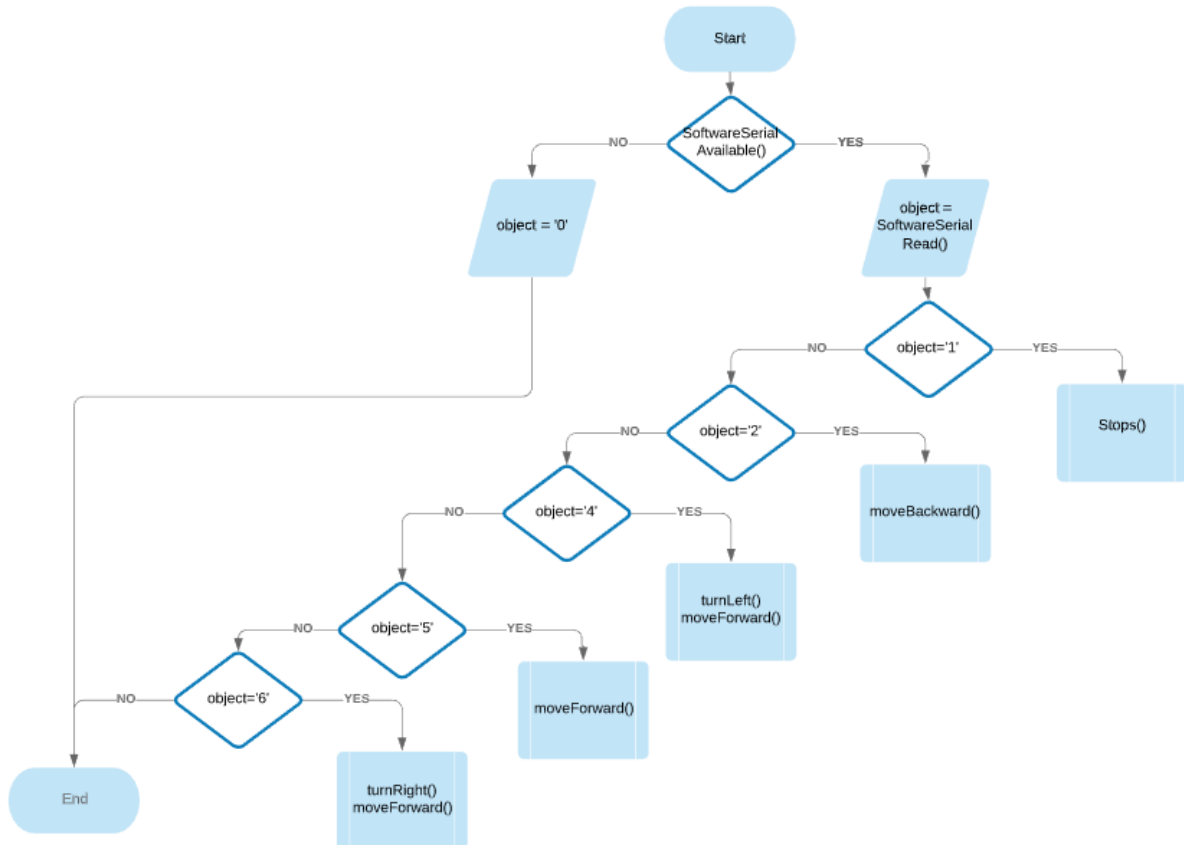 Start
SoftwareSerial
Available()
NO
YES
object = '0'
object =
SoftwareSerial
Read()
object='1'
NO
YES
Stops()
object='2'
NO
YES
moveBackward()
object='4'
NO
YES
turnLeft()
moveForward()
object='5'
NO
YES
moveForward()
object='6'
NO
YES
turnRight()
moveForward()
End